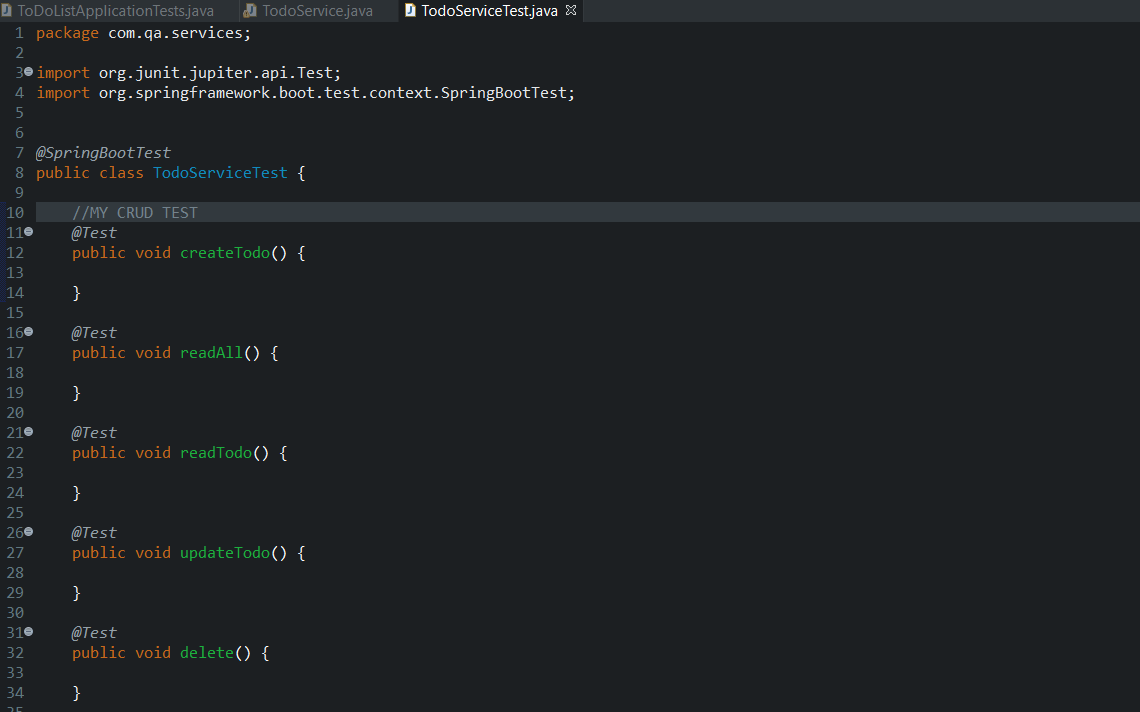 ToDoListApplicationTests.java TodoService.java TodoServiceTest.java
1 package com.qa.services;
2
3 import org.junit.jupiter.api.Test;
4 import org.springframework.boot.test.context.SpringBootTest;
5
6
7 @SpringBootTest
8 public class TodoServiceTest {
9
10 //MY CRUD TEST
11 @Test
12 public void createTodo() {
13
14 }
15
16 @Test
17 public void readAll() {
18
19 }
20
21 @Test
22 public void readTodo() {
23
24 }
25
26 @Test
27 public void updateTodo() {
28
29 }
30
31 @Test
32 public void delete() {
33
34 }
35